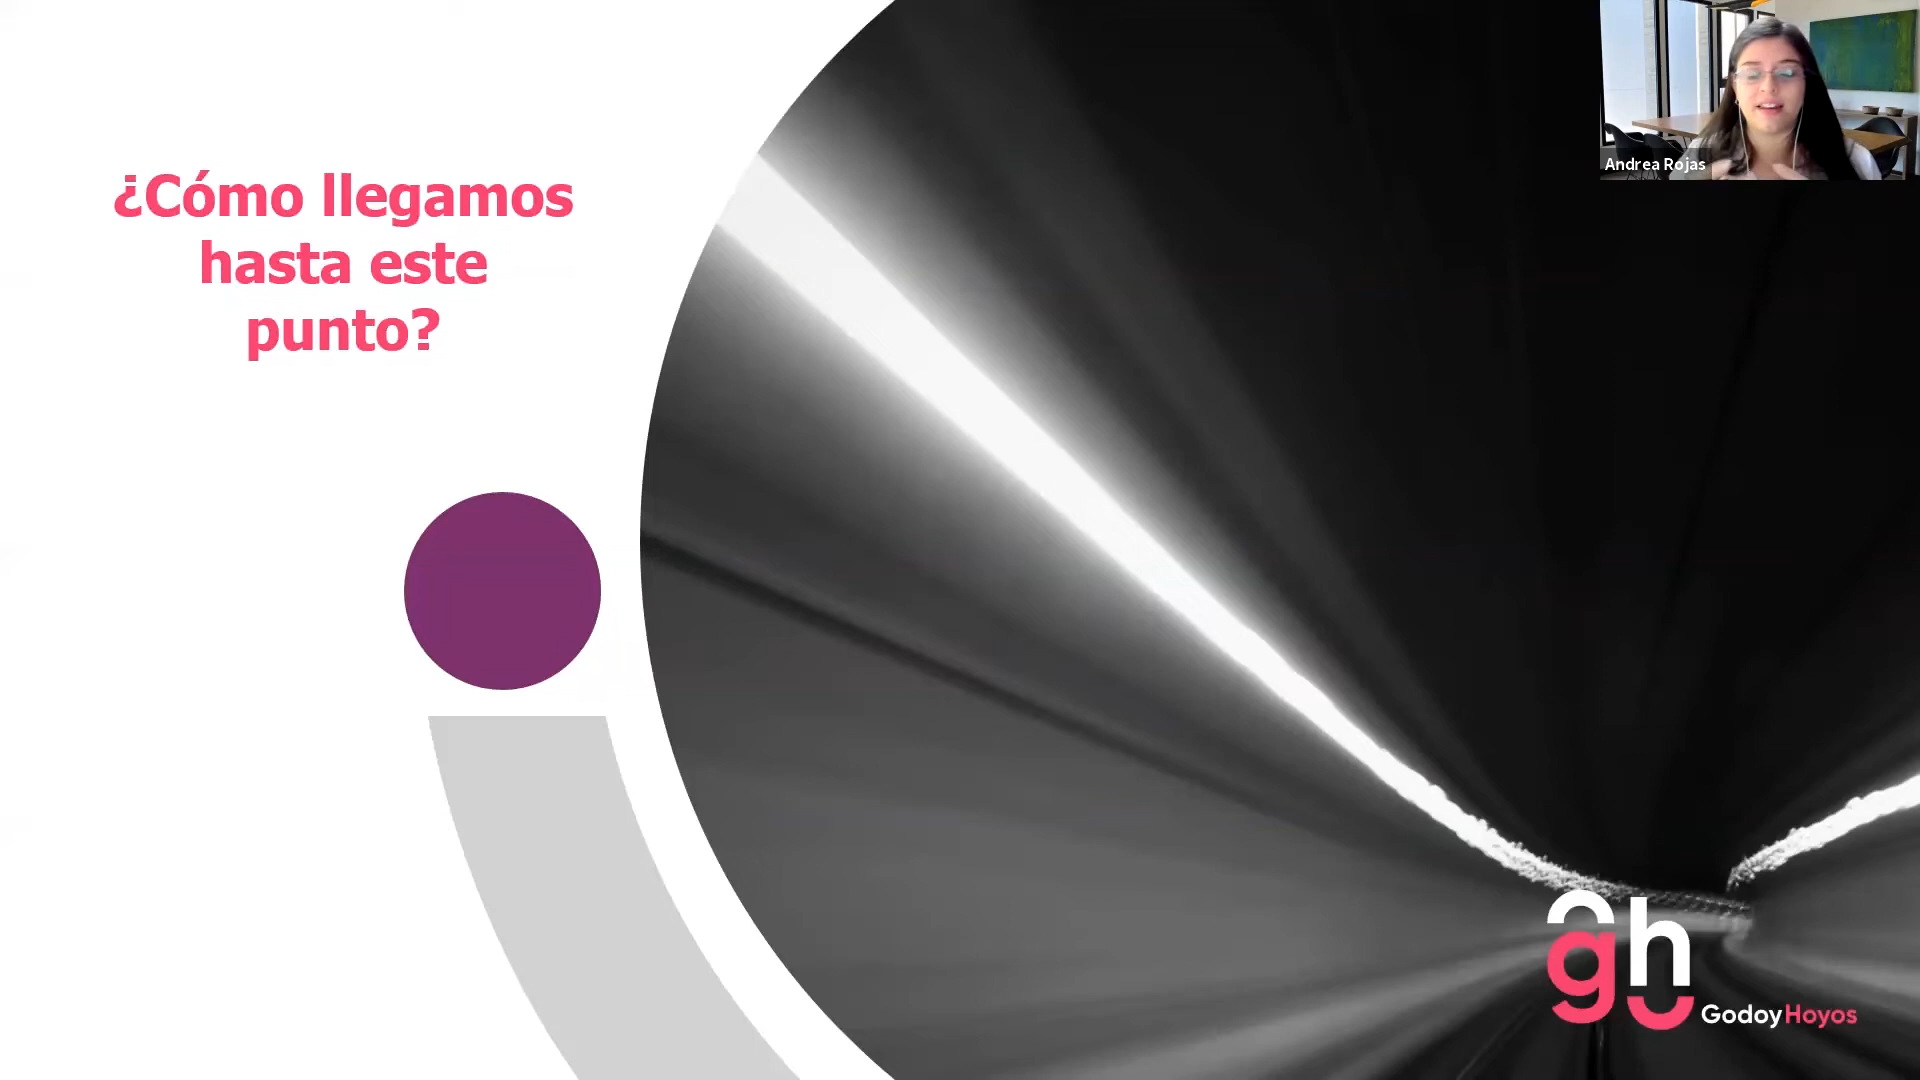 ¿Cómo llegamos
hasta este
punto?
Andrea Rojas
gh
GodoyHoyos